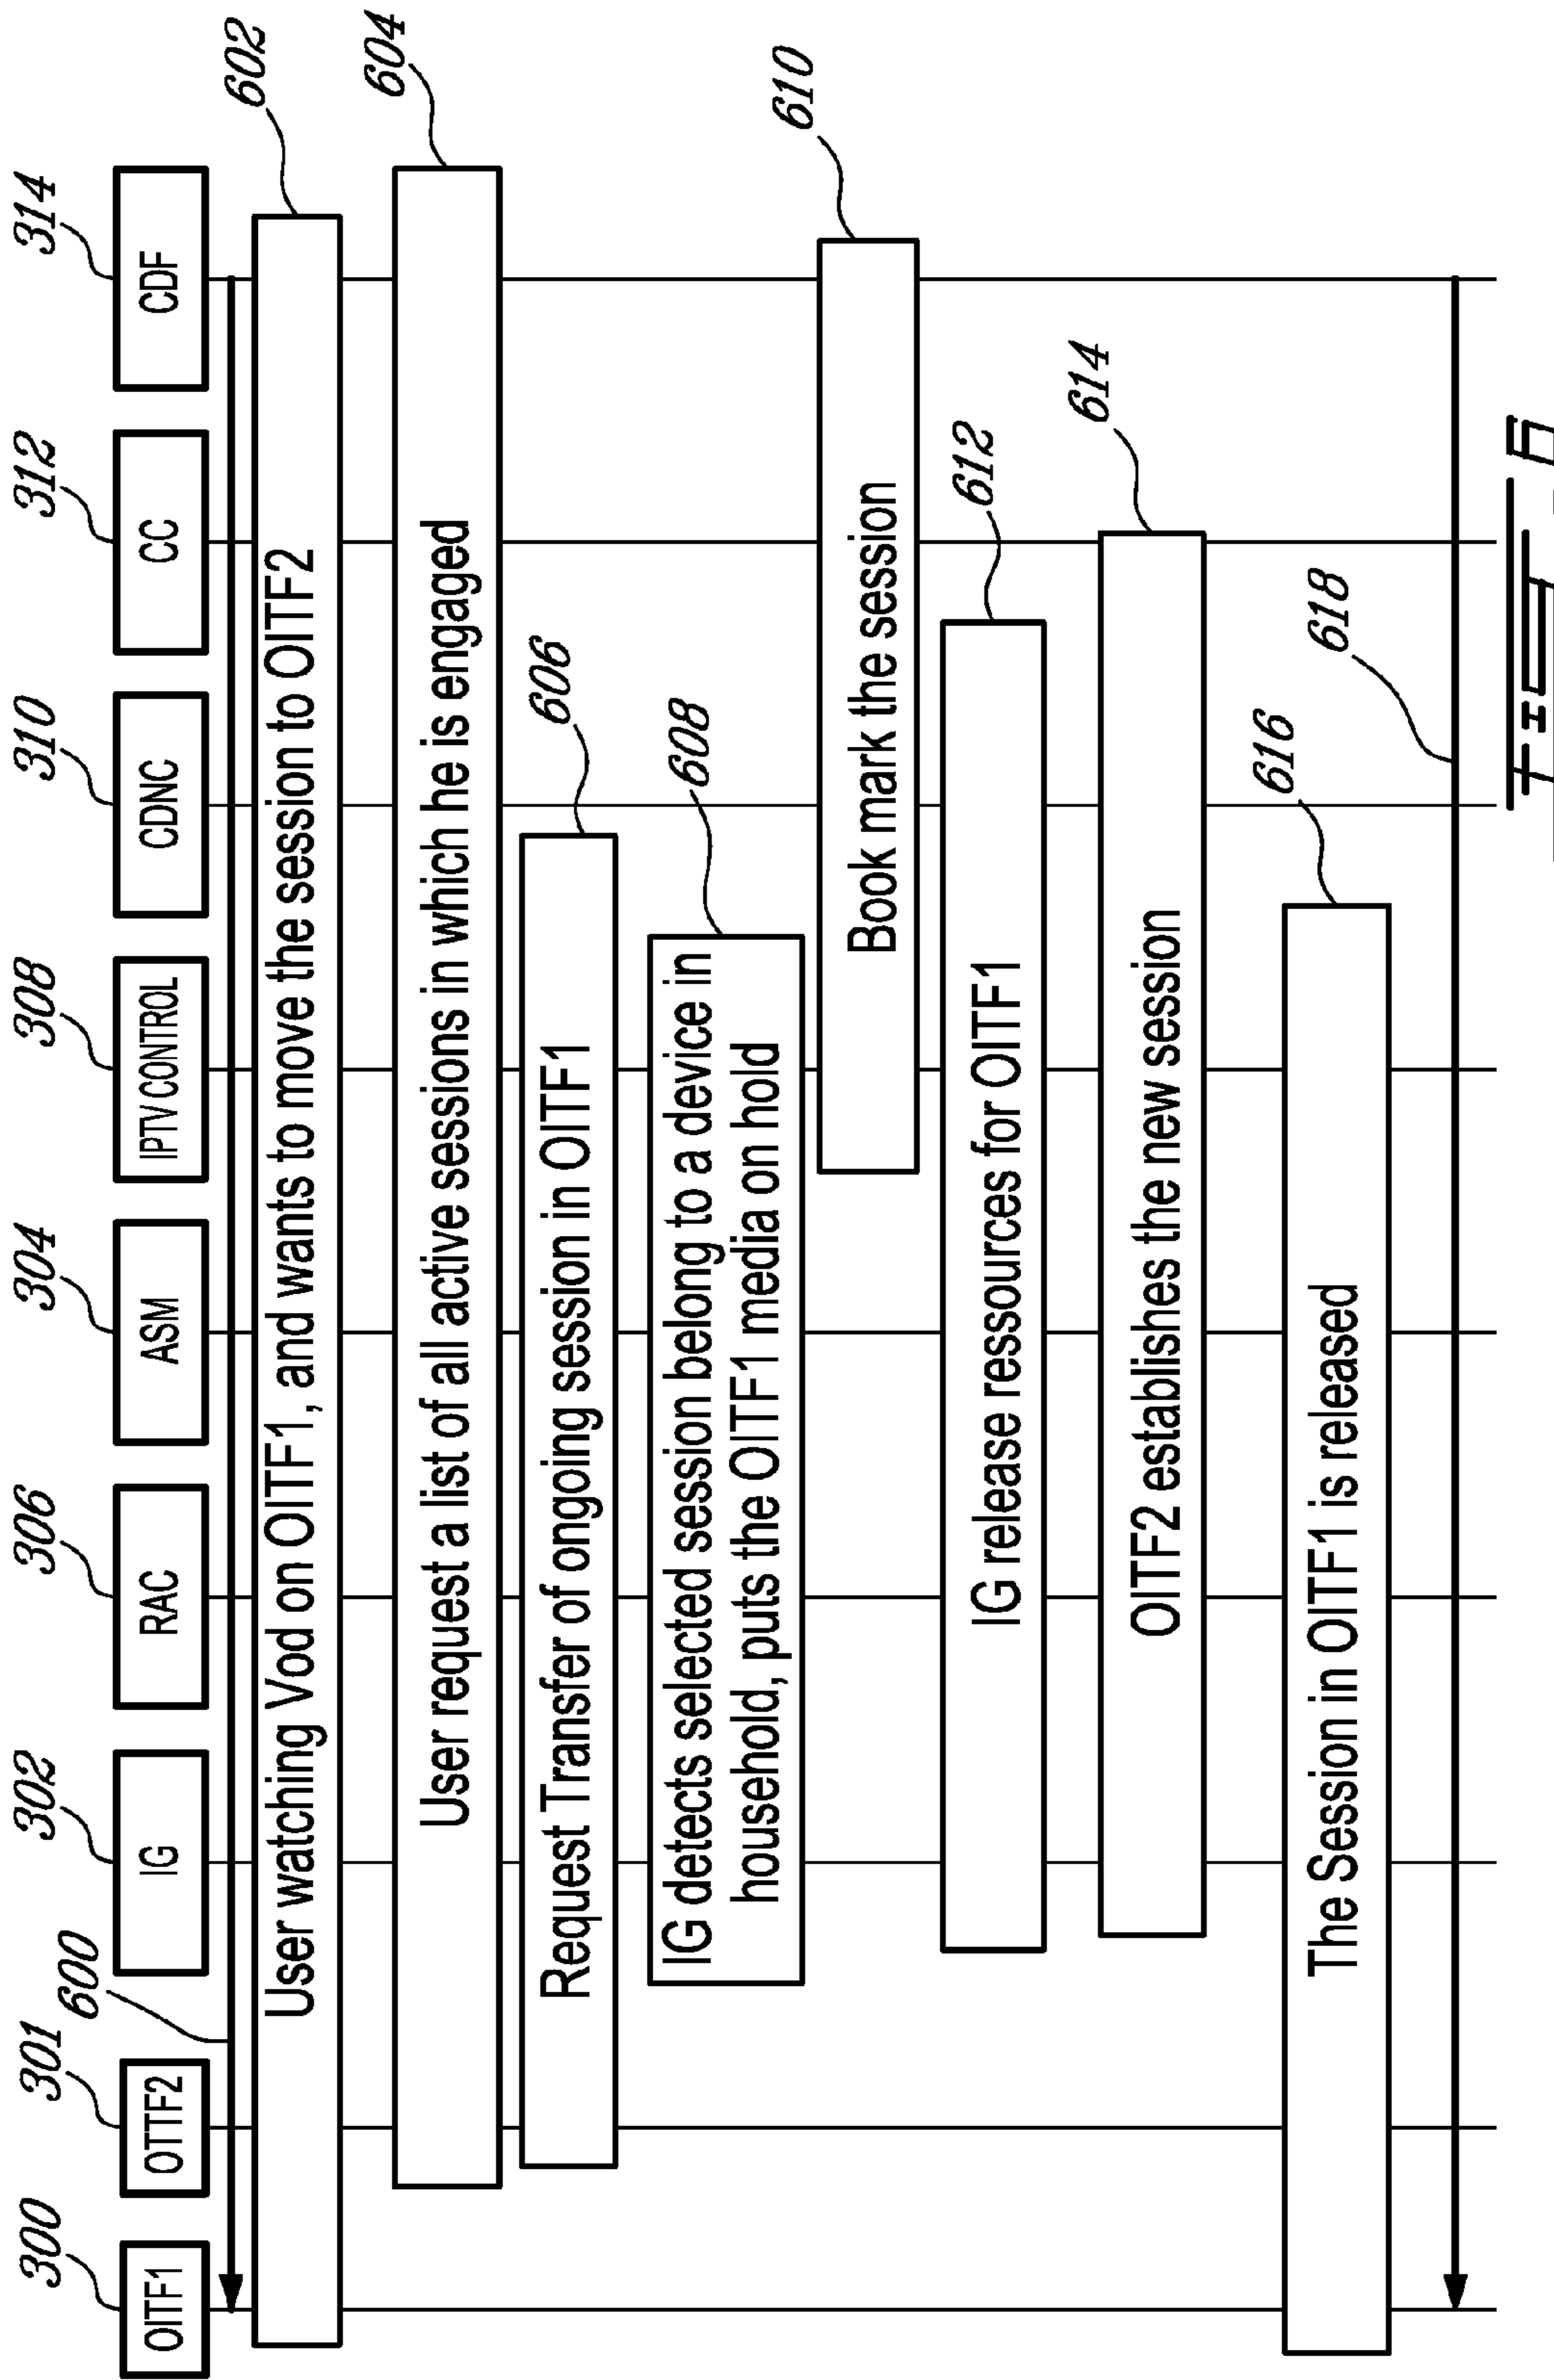 300
301
600
302
306
304
308
310
312
314
OITF1
OTTF2
IG
RAC
ASM
IPTV CONTROL
CDNC
CC
CDF
602
User watching Vod on OITF1, and wants to move the session to OITF2
604
User request a list of all active sessions in which he is engaged
606
Request Transfer of ongoing session in OITF1
608
IG detects selected session belong to a device in
household, puts the OITF1 media on hold
610
Book mark the session
612
IG release ressources for OITF1
614
OITF2 establishes the new session
616
The Session in OITF1 is released
618